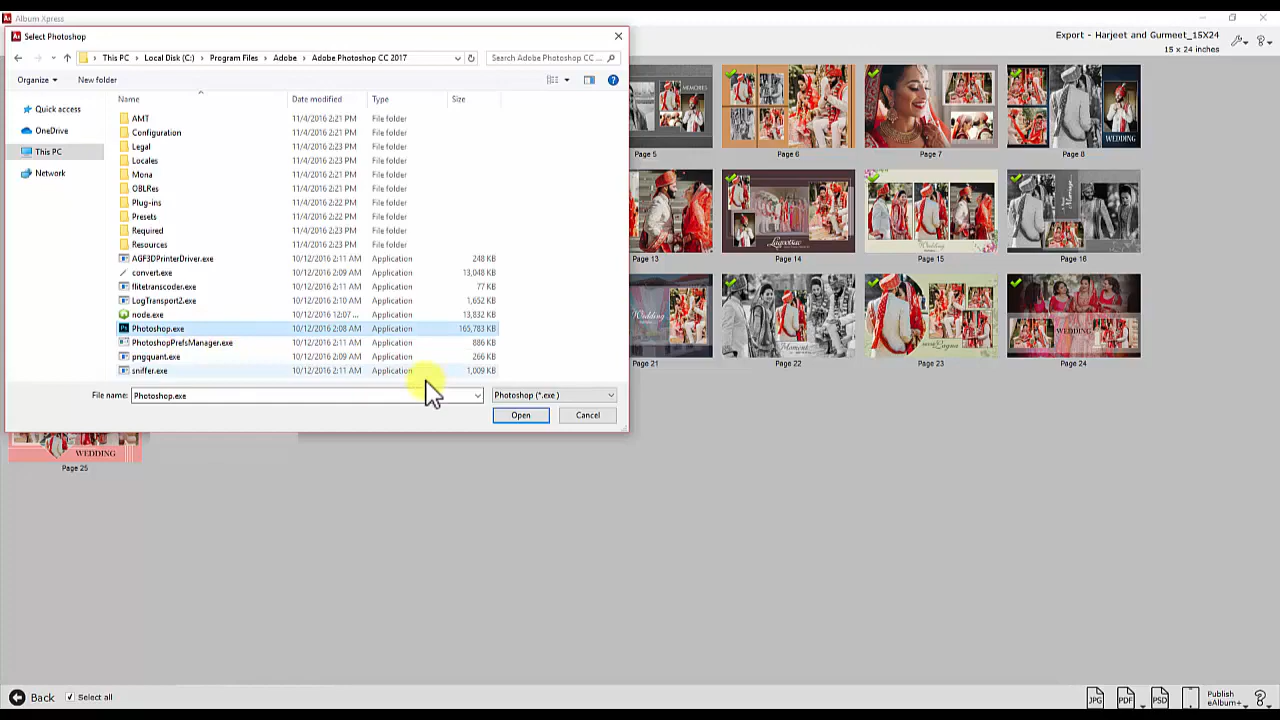 Album Xpress
Select Photoshop
This PC > Local Disk (C:) > Program Files > Adobe > Adobe Photoshop CC 2017
Search Adobe Photoshop CC ...
Export - Harjeet and Gurmeet_15X24
15 x 24 inches
Organize New folder
Name Date modified Type Size
Quick access
OneDrive
This PC
Network
AMT 11/4/2016 2:21 PM File folder
Configuration 11/4/2016 2:21 PM File folder
Legal 11/4/2016 2:23 PM File folder
Locales 11/4/2016 2:23 PM File folder
Mona 11/4/2016 2:21 PM File folder
OBLRes 11/4/2016 2:21 PM File folder
Plug-ins 11/4/2016 2:22 PM File folder
Presets 11/4/2016 2:22 PM File folder
Required 11/4/2016 2:23 PM File folder
Resources 11/4/2016 2:23 PM File folder
AGF3DPrinterDriver.exe 10/12/2016 2:11 AM Application 248 KB
convert.exe 10/12/2016 2:09 AM Application 13,048 KB
flitetranscoder.exe 10/12/2016 2:11 AM Application 77 KB
LogTransport2.exe 10/12/2016 2:10 AM Application 1,652 KB
node.exe 10/12/2016 12:07 ... Application 13,832 KB
Photoshop.exe 10/12/2016 2:08 AM Application 165,783 KB
PhotoshopPrefsManager.exe 10/12/2016 2:11 AM Application 886 KB
pngquant.exe 10/12/2016 2:09 AM Application 266 KB
sniffer.exe 10/12/2016 2:11 AM Application 1,009 KB
File name: Photoshop.exe Photoshop (*.exe )
Open Cancel
MEMORIES
WEDDING
Page 5 Page 6 Page 7 Page 8
Wedding
Page 13 Page 14 Page 15 Page 16
Wedding
Moment
WEDDING
Page 21 Page 22 Page 23 Page 24
WEDDING
Page 25
Back Select all
JPG PDF PSD Publish
eAlbum+